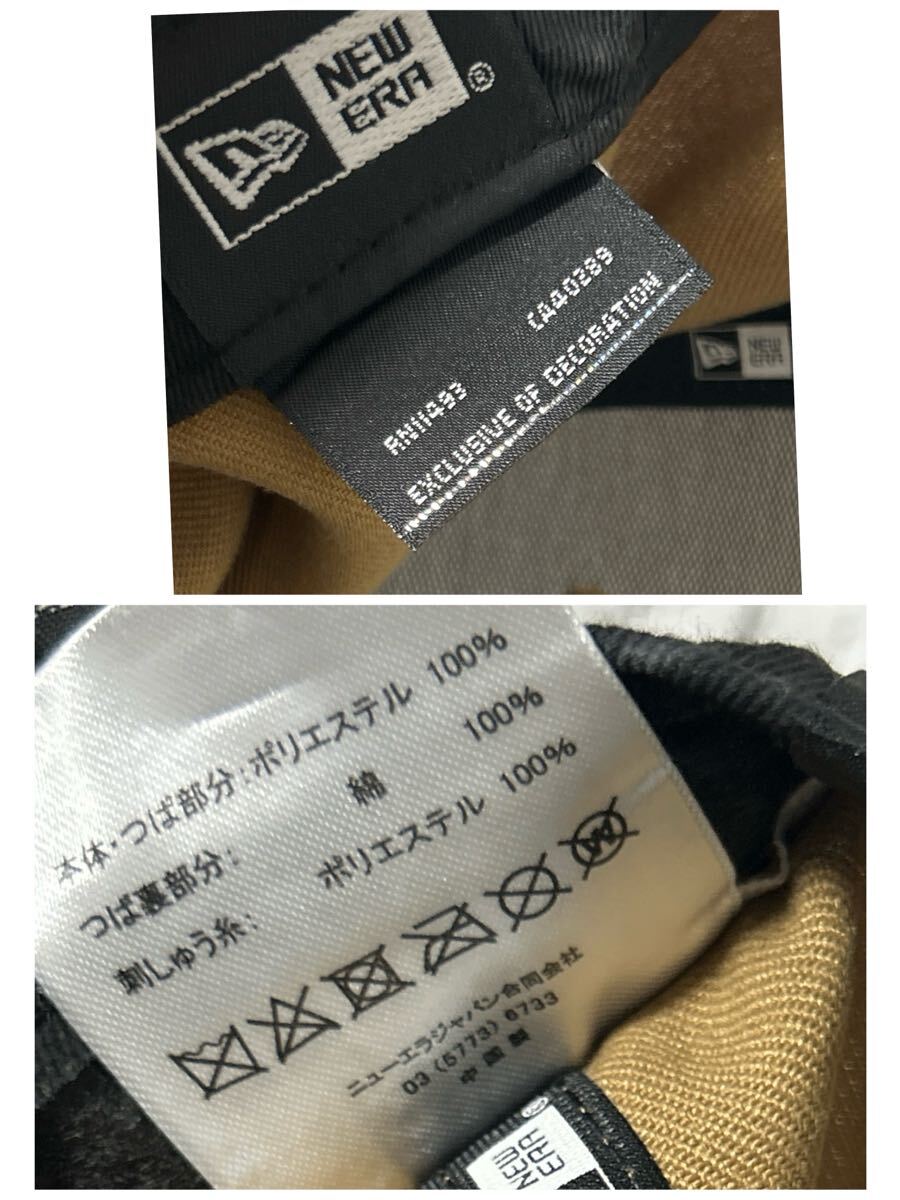 NEW
ERA
®
RN11493
CA40289
EXCLUSIVE OF DECORATION
NEW
ERA
本体・つば部分:ポリエステル 100%
つば裏部分: 綿 100%
刺しゅう糸: ポリエステル 100%
ニューエラジャパン合同会社
03(5773)6733
中国製
NEW
ERA